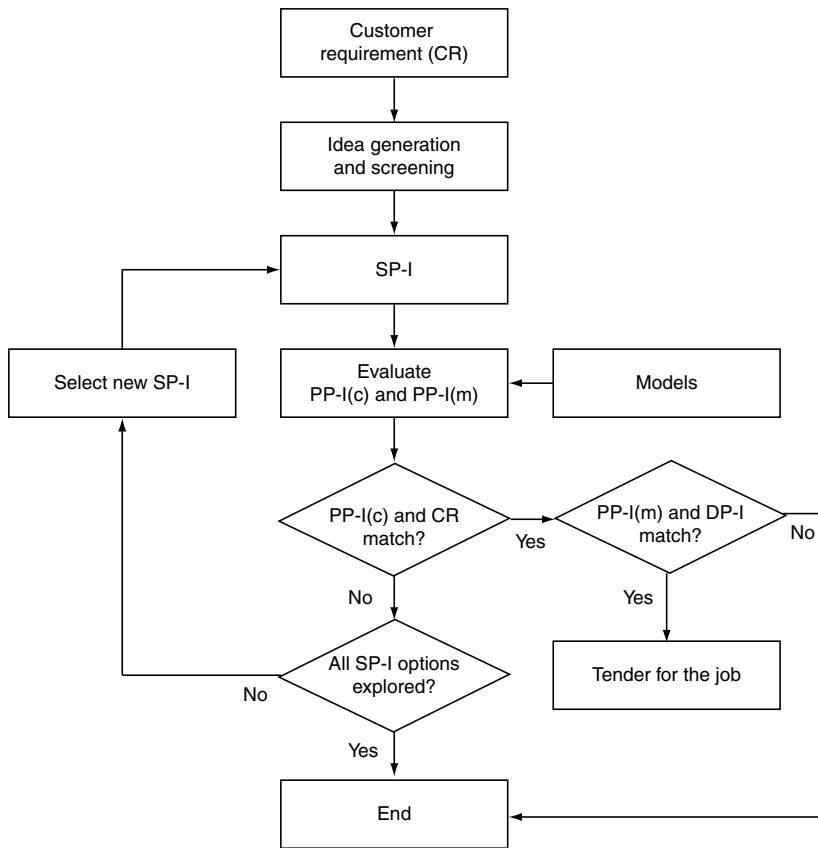 Customer
requirement (CR)
Idea generation
and screening
SP-I
Select new SP-I
Evaluate
PP-I(c) and PP-I(m)
Models
PP-I(c) and CR
match?
Yes
PP-I(m) and DP-I
match?
No
No
Yes
All SP-I options
explored?
No
Tender for the job
Yes
End